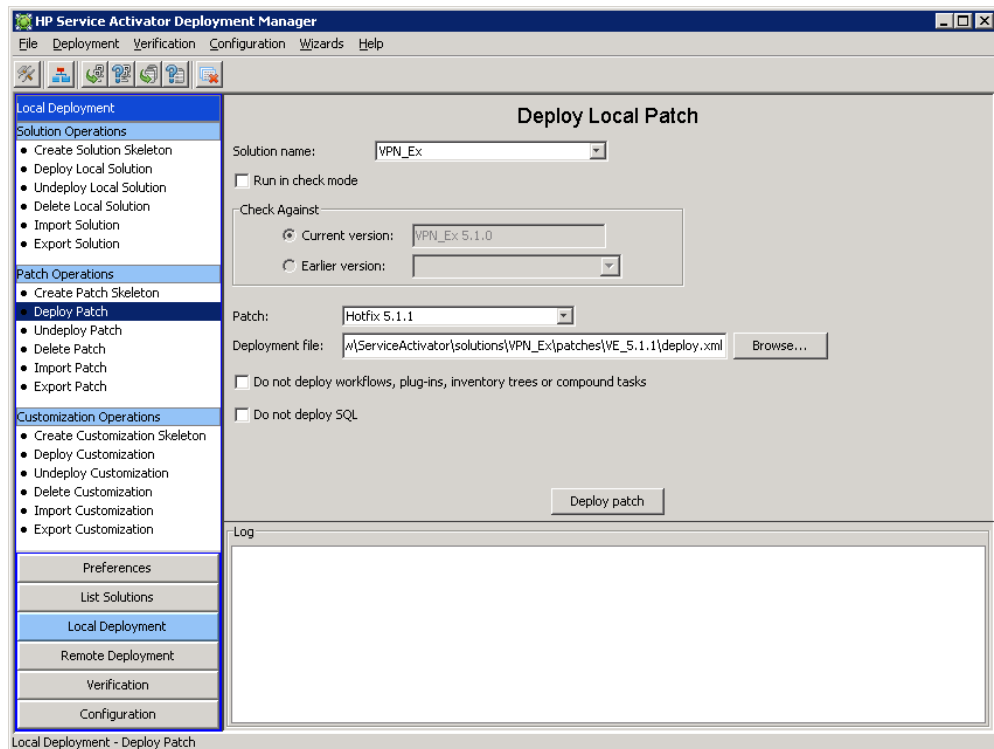 HP Service Activator Deployment Manager
File Deployment Verification Configuration Wizards Help
Local Deployment
Solution Operations
• Create Solution Skeleton
• Deploy Local Solution
• Undeploy Local Solution
• Delete Local Solution
• Import Solution
• Export Solution
Patch Operations
• Create Patch Skeleton
• Deploy Patch
• Undeploy Patch
• Delete Patch
• Import Patch
• Export Patch
Customization Operations
• Create Customization Skeleton
• Deploy Customization
• Undeploy Customization
• Delete Customization
• Import Customization
• Export Customization
Preferences
List Solutions
Local Deployment
Remote Deployment
Verification
Configuration
Deploy Local Patch
Solution name: VPN_Ex
Run in check mode
Check Against
Current version: VPN_Ex 5.1.0
Earlier version:
Patch: Hotfix 5.1.1
Deployment file: \ServiceActivator\solutions\VPN_Ex\patches\VE_5.1.1\deploy.xml Browse...
Do not deploy workflows, plug-ins, inventory trees or compound tasks
Do not deploy SQL
Deploy patch
Log
Local Deployment - Deploy Patch